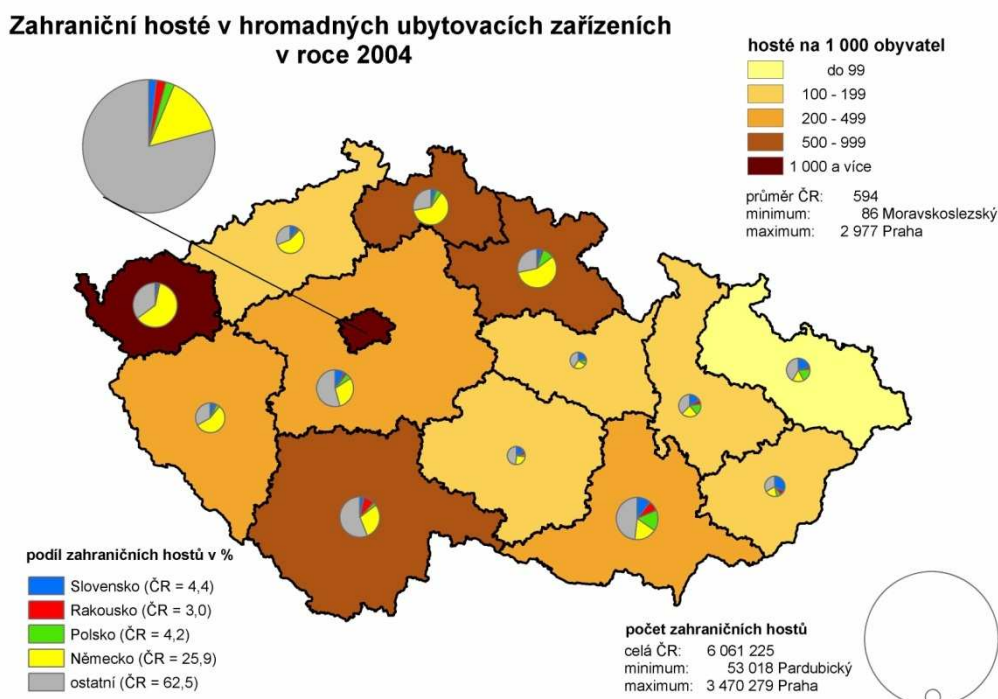 Zahraniční hosté v hromadných ubytovacích zařízeních
v roce 2004
hosté na 1 000 obyvatel
do 99
100 - 199
200 - 499
500 - 999
1 000 a více
průměr ČR: 594
minimum: 86 Moravskoslezský
maximum: 2 977 Praha
podíl zahraničních hostů v %
Slovensko (ČR = 4,4)
Rakousko (ČR = 3,0)
Polsko (ČR = 4,2)
Německo (ČR = 25,9)
ostatní (ČR = 62,5)
počet zahraničních hostů
celá ČR: 6 061 225
minimum: 53 018 Pardubický
maximum: 3 470 279 Praha